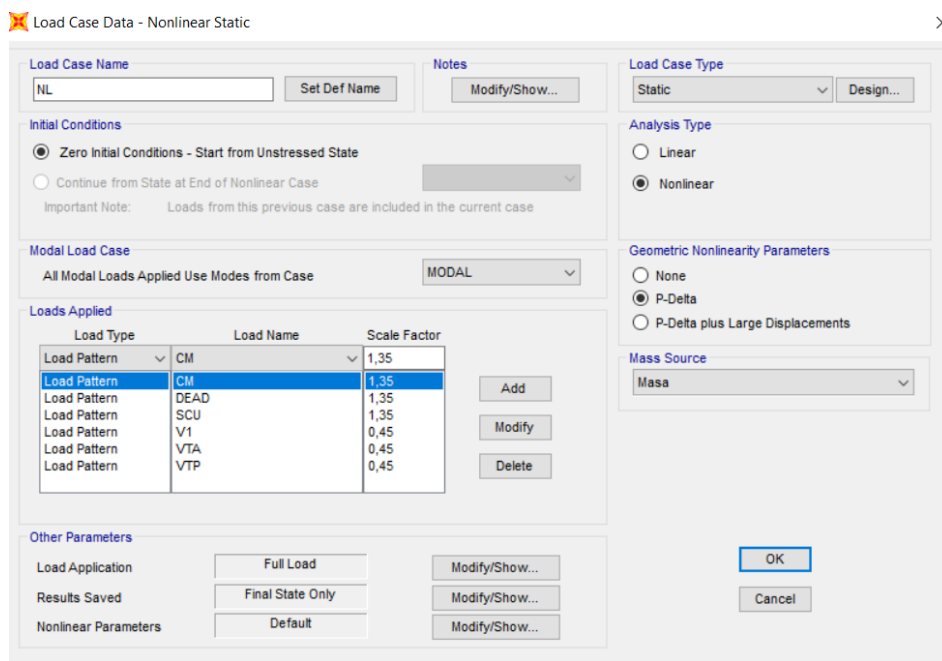 Load Case Data - Nonlinear Static
Load Case Name
NL
Set Def Name
Notes
Modify/Show...
Load Case Type
Static
Design...
Initial Conditions
Zero Initial Conditions - Start from Unstressed State
Continue from State at End of Nonlinear Case
Important Note: Loads from this previous case are included in the current case
Analysis Type
Linear
Nonlinear
Modal Load Case
All Modal Loads Applied Use Modes from Case
MODAL
Geometric Nonlinearity Parameters
None
P-Delta
P-Delta plus Large Displacements
Loads Applied
Load Type Load Name Scale Factor
Load Pattern CM 1,35
Load Pattern CM 1,35
Load Pattern DEAD 1,35
Load Pattern SCU 1,35
Load Pattern V1 0,45
Load Pattern VTA 0,45
Load Pattern VTP 0,45
Add
Modify
Delete
Mass Source
Masa
Other Parameters
Load Application Full Load Modify/Show...
Results Saved Final State Only Modify/Show...
Nonlinear Parameters Default Modify/Show...
OK
Cancel